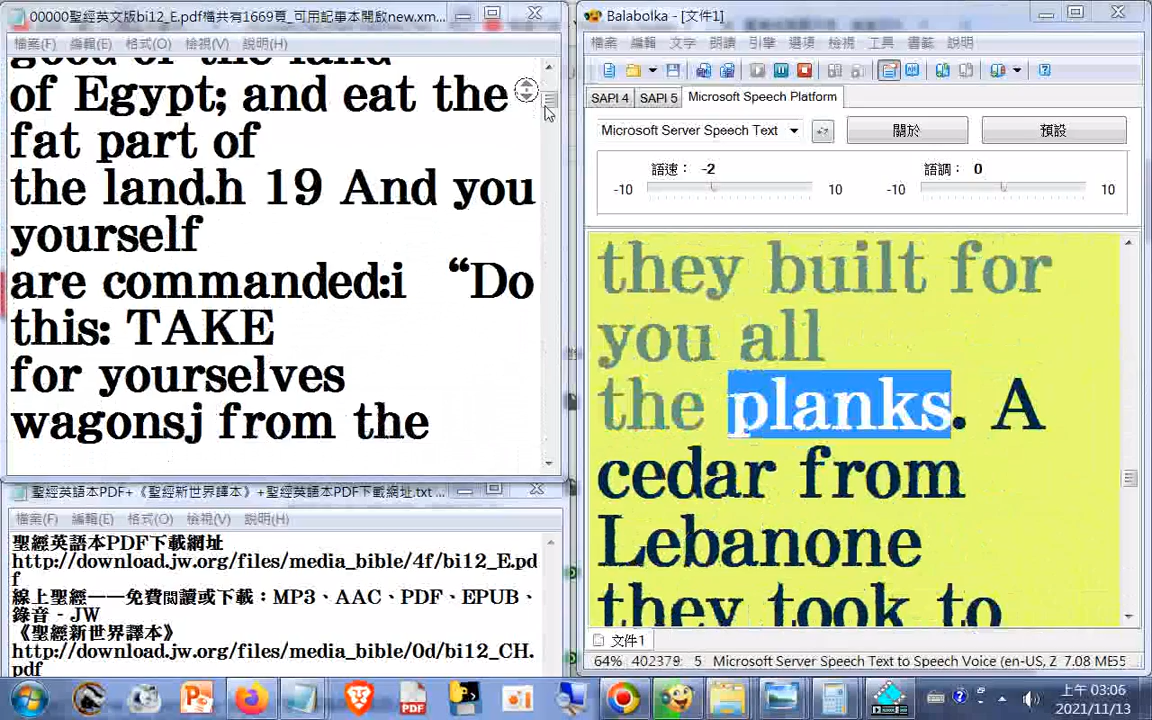 00000聖經英文版bi12_E.pdf檔共有1669頁_可用記事本開啟new.xm...
檔案(F) 編輯(E) 格式(O) 檢視(V) 說明(H)
good of the land
of Egypt; and eat the
fat part of
the land.h 19 And you
yourself
are commanded:i “Do
this: TAKE
for yourselves
wagonsj from the
聖經英語本PDF+《聖經新世界譯本》+聖經英語本PDF下載網址.txt ...
檔案(F) 編輯(E) 格式(O) 檢視(V) 說明(H)
聖經英語本PDF下載網址
http://download.jw.org/files/media_bible/4f/bi12_E.pd
f
線上聖經——免費閱讀或下載：MP3、AAC、PDF、EPUB、
錄音 - JW
《聖經新世界譯本》
http://download.jw.org/files/media_bible/0d/bi12_CH.
pdf
Balabolka - [文件1]
檔案 編輯 文字 朗讀 引擎 選項 檢視 工具 書籤 說明
SAPI 4 SAPI 5 Microsoft Speech Platform
Microsoft Server Speech Text 關於 預設
語速： -2 語調： 0
-10 10 -10 10
they built for
you all
the planks. A
cedar from
Lebanone
they took to
文件1
64% 402379: 5 Microsoft Server Speech Text to Speech Voice (en-US, Z 7.08 ME55
PDF
上午 03:06
2021/11/13